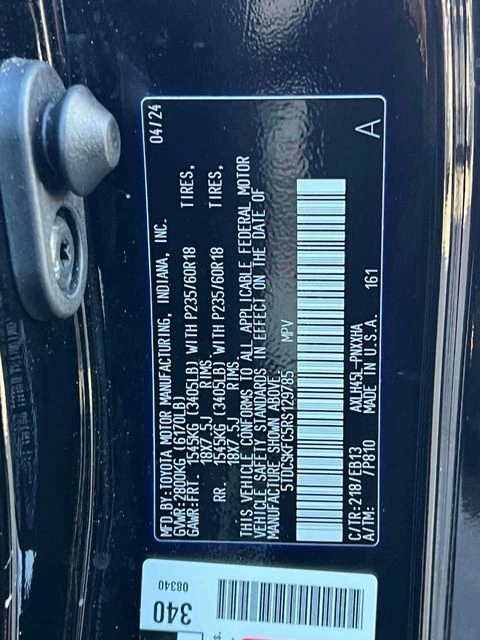 MFD.BY:TOYOTA MOTOR MANUFACTURING, INDIANA, INC. 04/24
GVWR:2800KG (6170LB)
GAWR:FRT. 1545KG (3405LB) WITH P235/60R18 TIRES,
18X7.5J RIMS,
RR. 1545KG (3405LB) WITH P235/60R18 TIRES,
18X7.5J RIMS,
THIS VEHICLE CONFORMS TO ALL APPLICABLE FEDERAL MOTOR
VEHICLE SAFETY STANDARDS IN EFFECT ON THE DATE OF
MANUFACTURE SHOWN ABOVE.
5TDCSKFC5RS129785 MPV
C/TR:218/EB13 AXLH45L-PNXXHA 161
A/TM: /P810 MADE IN U.S.A. A
340
08340